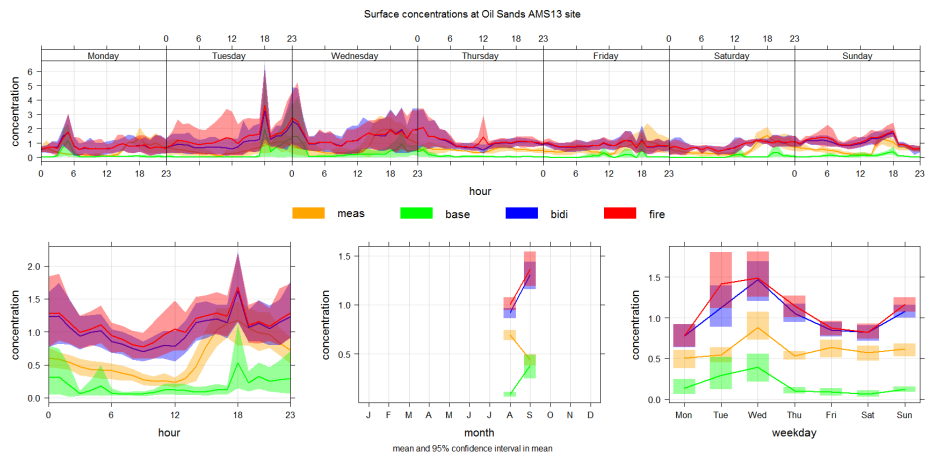 Surface concentrations at Oil Sands AMS13 site
0 6 12 18 23 0 6 12 18 23 0 6 12 18 23
Monday Tuesday Wednesday Thursday Friday Saturday Sunday
concentration
6
5
4
3
2
1
0
0 6 12 18 23 0 6 12 18 23 0 6 12 18 23 0 6 12 18 23
hour
meas base bidi fire
concentration
2.0
1.5
1.0
0.5
0.0
0 6 12 18 23
hour
concentration
1.5
1.0
0.5
J F M A M J J A S O N D
month
concentration
1.5
1.0
0.5
0.0
Mon Tue Wed Thu Fri Sat Sun
weekday
mean and 95% confidence interval in mean